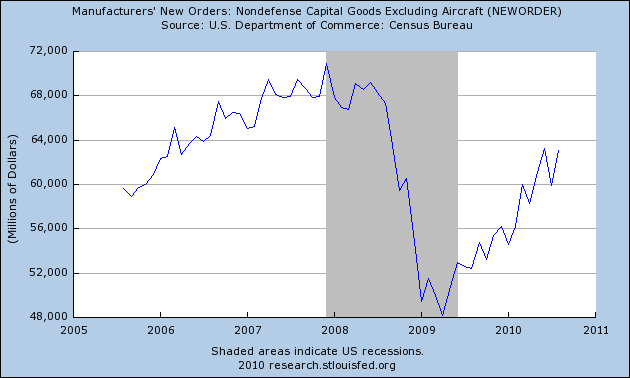 Manufacturers' New Orders: Nondefense Capital Goods Excluding Aircraft (NEWORDER)
Source: U.S. Department of Commerce: Census Bureau
(Millions of Dollars)
72,000
68,000
64,000
60,000
56,000
52,000
48,000
2005 2006 2007 2008 2009 2010 2011
Shaded areas indicate US recessions.
2010 research.stlouisfed.org